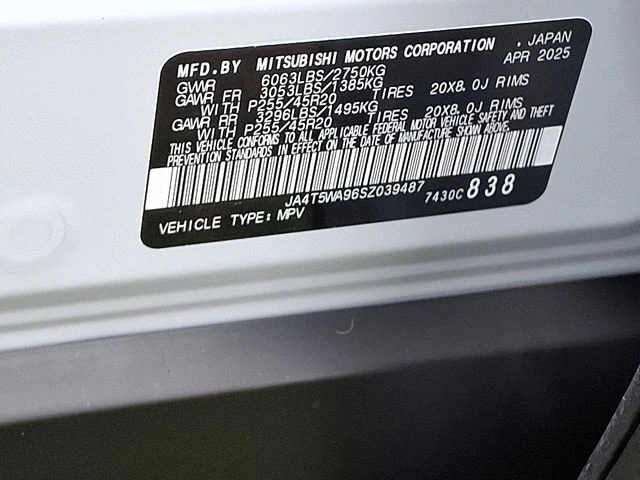 MFD.BY MITSUBISHI MOTORS CORPORATION . JAPAN
APR 2025
GVWR 6063LBS/2750KG
GAWR FR 3053LBS/1385KG
WITH P255/45R20 TIRES 20X8.0J RIMS
GAWR RR 3296LBS/1495KG
WITH P255/45R20 TIRES 20X8.0J RIMS
THIS VEHICLE CONFORMS TO ALL APPLICABLE FEDERAL MOTOR VEHICLE SAFETY AND THEFT
PREVENTION STANDARDS IN EFFECT ON THE DATE OF MANUFACTURE SHOWN ABOVE.
JA4T5WA96SZ039487
VEHICLE TYPE: MPV 7430C 838